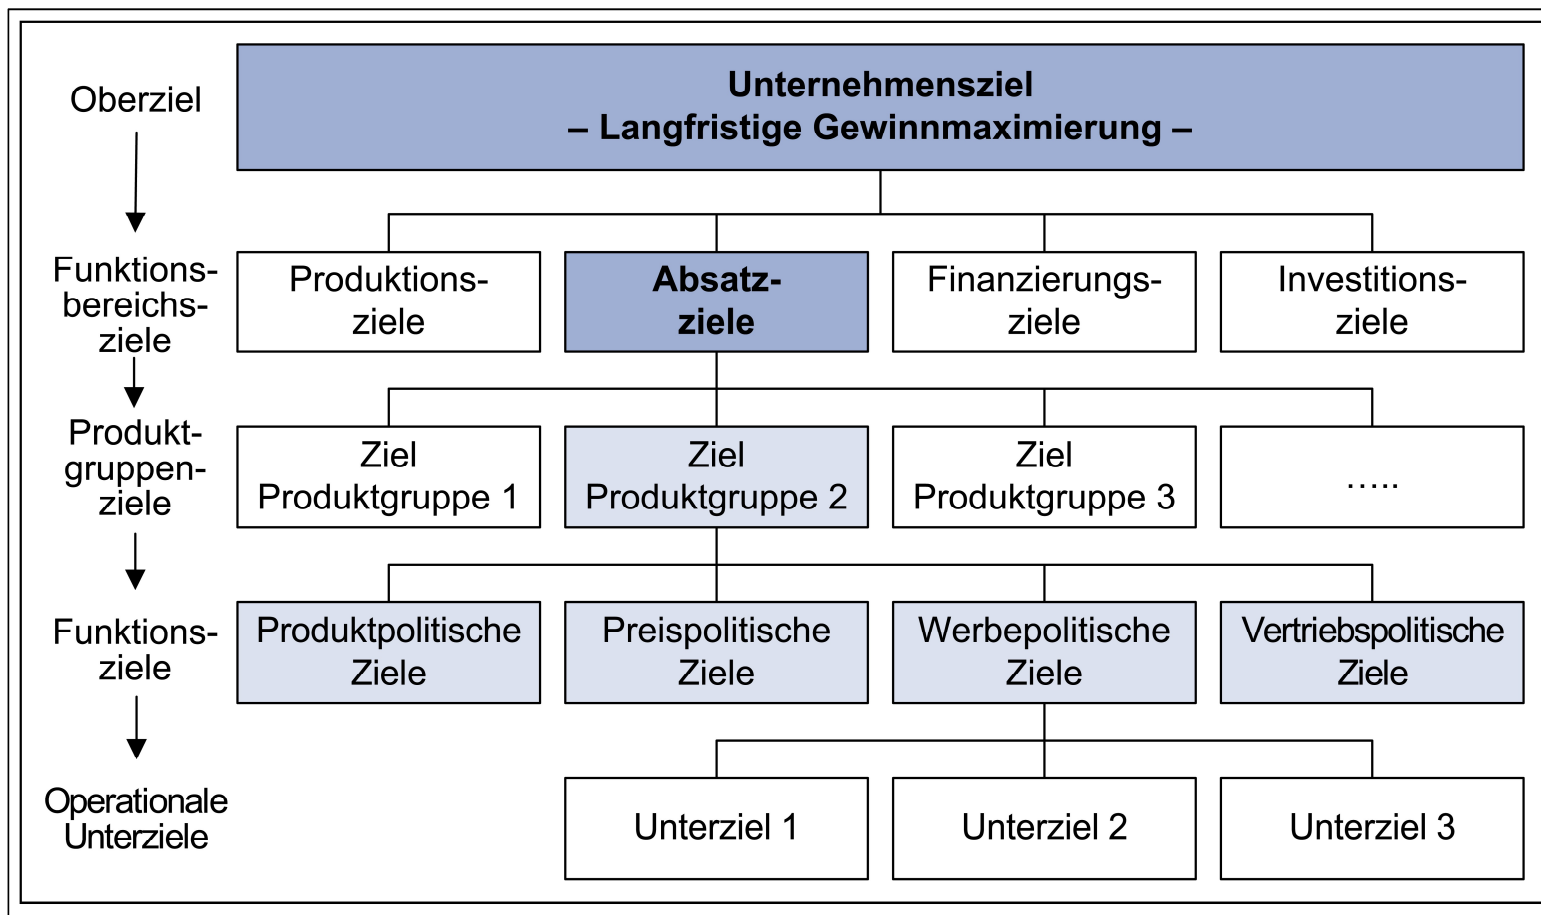 Oberziel
Unternehmensziel
– Langfristige Gewinnmaximierung –
Funktions-
bereichs-
ziele
Produktions-
ziele
Absatz-
ziele
Finanzierungs-
ziele
Investitions-
ziele
Produkt-
gruppen-
ziele
Ziel
Produktgruppe 1
Ziel
Produktgruppe 2
Ziel
Produktgruppe 3
…..
Funktions-
ziele
Produktpolitische
Ziele
Preispolitische
Ziele
Werbepolitische
Ziele
Vertriebspolitische
Ziele
Operationale
Unterziele
Unterziel 1
Unterziel 2
Unterziel 3